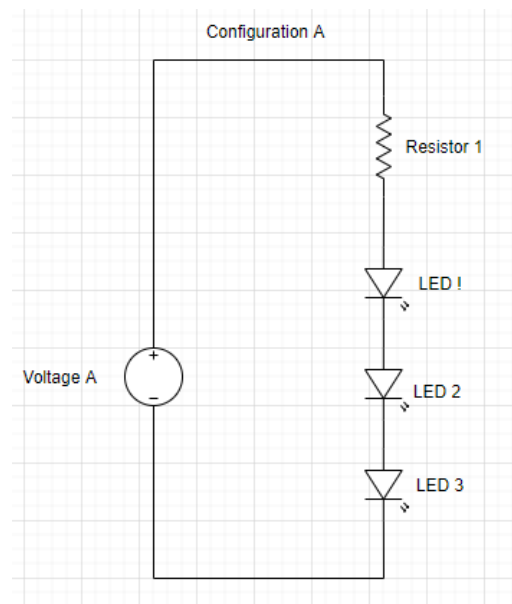 Configuration A
Resistor 1
LED !
+
Voltage A
-
LED 2
LED 3